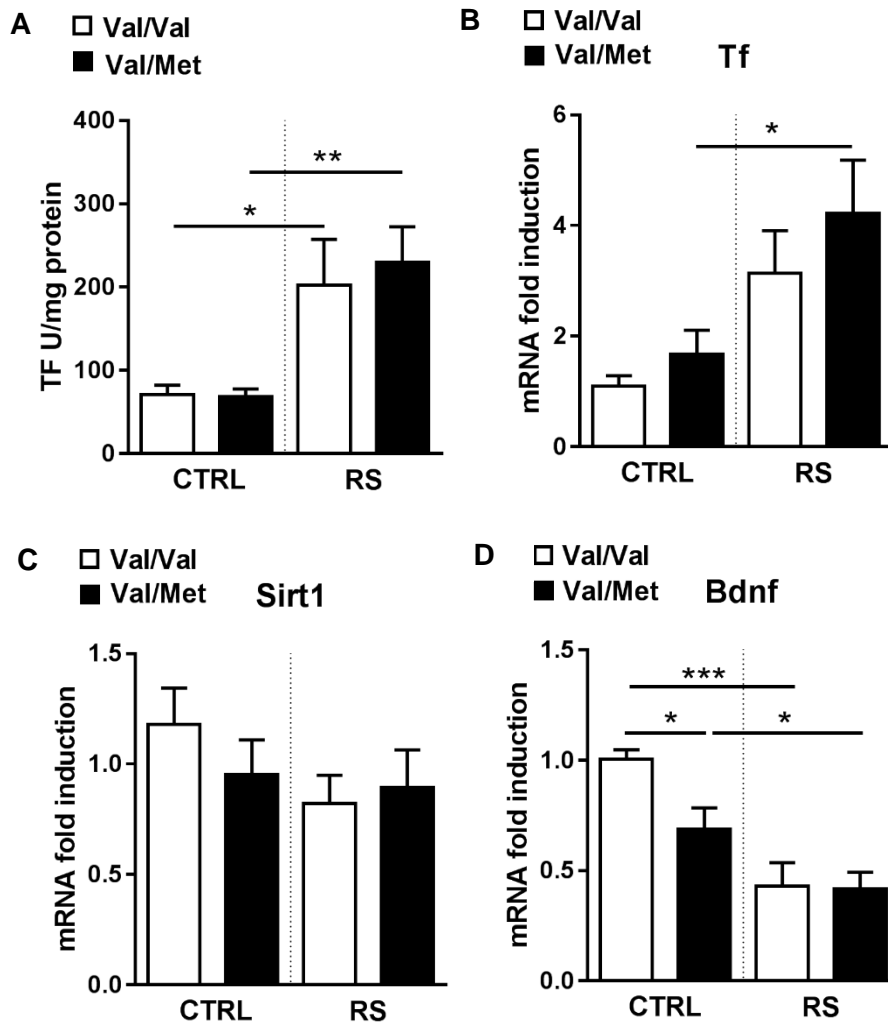 A
Val/Val
Val/Met
TF U/mg protein
400
300
200
100
0
*
**
CTRL
RS
B
Val/Val
Val/Met
Tf
mRNA fold induction
6
4
2
0
*
CTRL
RS
C
Val/Val
Val/Met
Sirt1
mRNA fold induction
1.5
1.0
0.5
0.0
CTRL
RS
D
Val/Val
Val/Met
Bdnf
mRNA fold induction
1.5
1.0
0.5
0.0
***
*
*
CTRL
RS